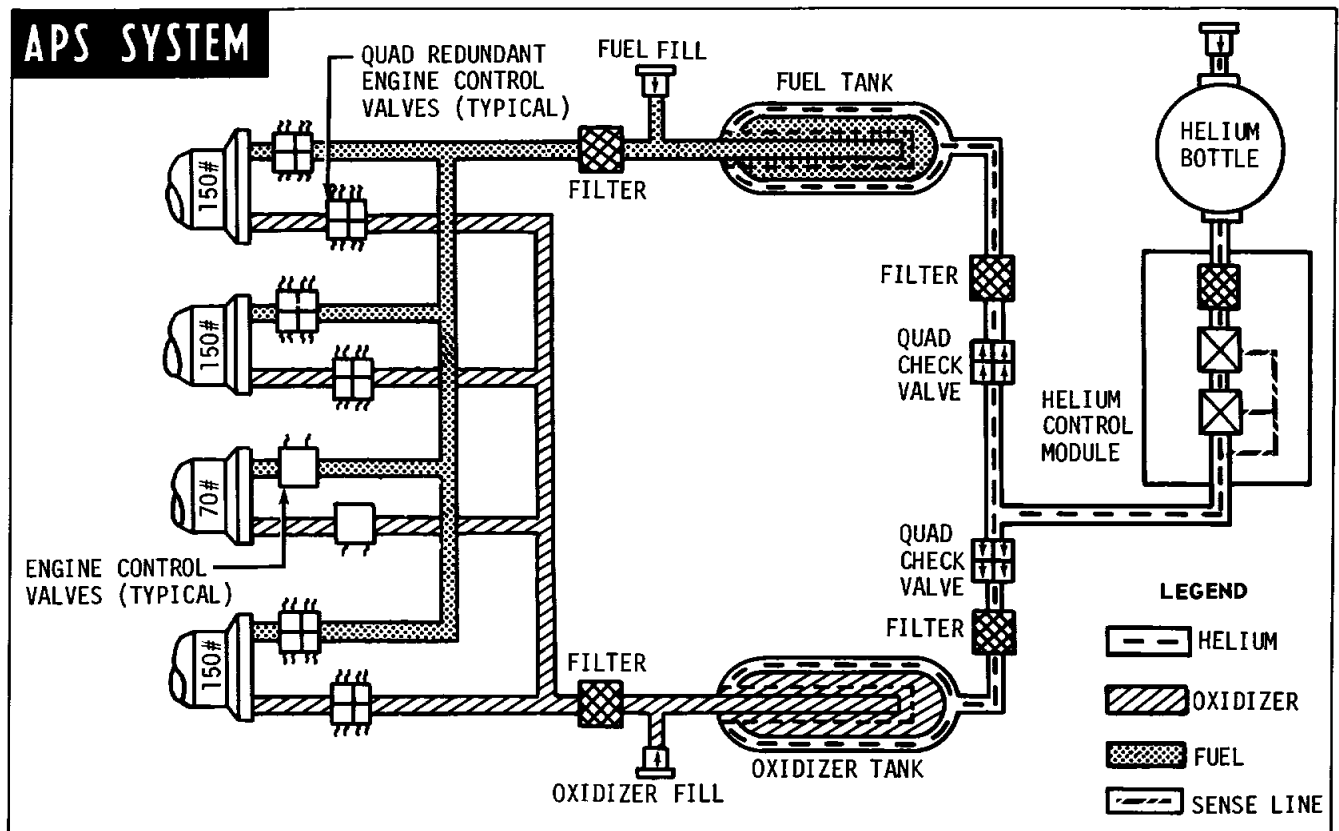 APS SYSTEM
QUAD REDUNDANT
ENGINE CONTROL
VALVES (TYPICAL)
FUEL FILL
FUEL TANK
HELIUM
BOTTLE
150#
FILTER
FILTER
150#
QUAD
CHECK
VALVE
HELIUM
CONTROL
MODULE
70#
ENGINE CONTROL
VALVES (TYPICAL)
QUAD
CHECK
VALVE
FILTER
150#
FILTER
OXIDIZER TANK
OXIDIZER FILL
LEGEND
HELIUM
OXIDIZER
FUEL
SENSE LINE